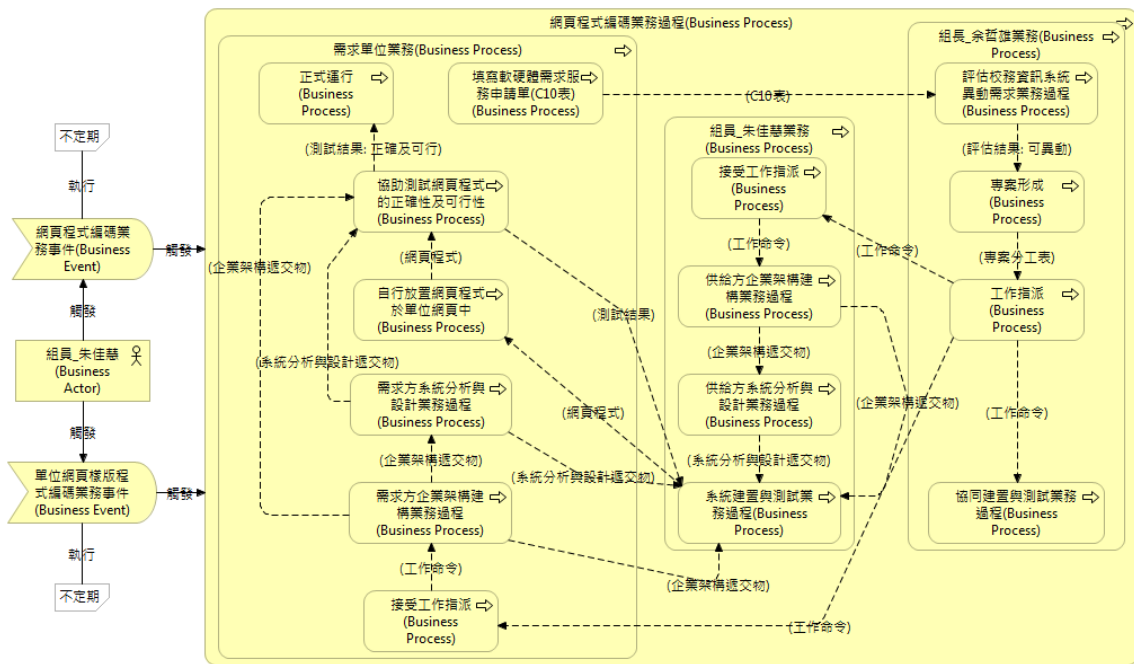 網頁程式編碼業務過程(Business Process)
需求單位業務(Business Process)
組長_余哲雄業務(Business
Process)
正式運行
(Business
Process)
填寫軟硬體需求服
務申請單(C10表)
(Business Process)
(C10表)
評估校務資訊系統
異動需求業務過程
(Business Process)
組員_朱佳慧業務
(Business Process)
不定期
執行
(測試結果: 正確及可行)
(評估結果: 可異動)
協助測試網頁程式
的正確性及可行性
(Business Process)
接受工作指派
(Business
Process)
專案形成
(Business
Process)
網頁程式編碼業
務事件(Business
Event)
觸發
(企業架構遞交物)
(網頁程式)
(工作命令)
(工作命令)
(專案分工表)
自行放置網頁程式
於單位網頁中
(Business Process)
供給方企業架構建
構業務過程
(Business Process)
工作指派
(Business
Process)
觸發
(測試結果)
組員_朱佳慧
(Business
Actor)
(系統分析與設計遞交物)
(企業架構遞交物)
需求方系統分析與
設計業務過程
(Business Process)
供給方系統分析與
設計業務過程
(Business Process)
(網頁程式)
(企業架構遞交物)
(工作命令)
觸發
(企業架構遞交物)
(系統分析與設計遞交物)
(系統分析與設計遞交物)
單位網頁樣版程
式編碼業務事件
(Business Event)
觸發
需求方企業架構建
構業務過程
(Business Process)
系統建置與測試業
務過程(Business
Process)
協同建置與測試業務
過程(Business
Process)
執行
(工作命令)
(企業架構遞交物)
不定期
接受工作指派
(Business
Process)
(工作命令)